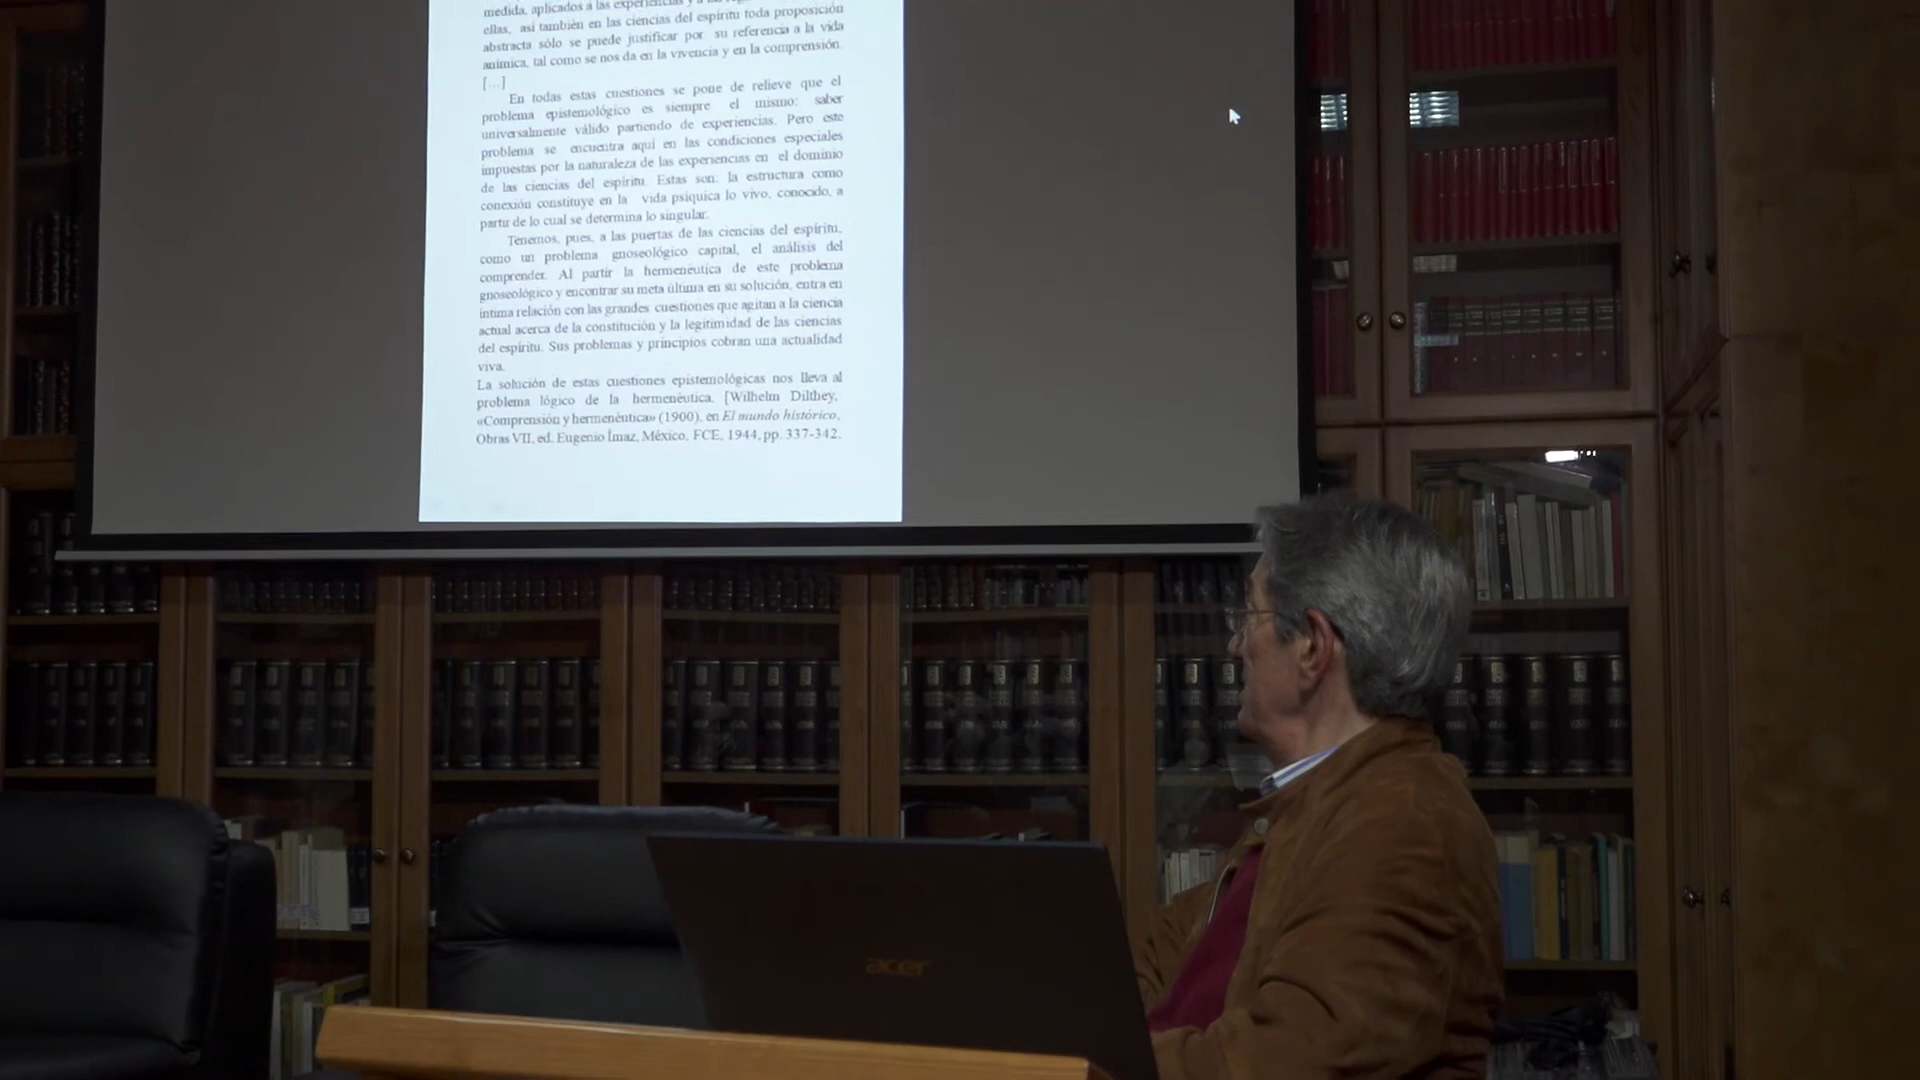 medida, aplicados a las experiencias y a las
ellas, así también en las ciencias del espíritu toda proposición
abstracta sólo se puede justificar por su referencia a la vida
anímica, tal como se nos da en la vivencia y en la comprensión.
[...]
En todas estas cuestiones se pone de relieve que el
problema epistemológico es siempre el mismo: saber
universalmente válido partiendo de experiencias. Pero este
problema se encuentra aquí en las condiciones especiales
impuestas por la naturaleza de las experiencias en el dominio
de las ciencias del espíritu. Estas son: la estructura como
conexión constituye en la vida psíquica lo vivo, conocido, a
partir de lo cual se determina lo singular.
Tenemos, pues, a las puertas de las ciencias del espíritu,
como un problema gnoseológico capital, el análisis del
comprender. Al partir la hermenéutica de este problema
gnoseológico y encontrar su meta última en su solución, entra en
íntima relación con las grandes cuestiones que agitan a la ciencia
actual acerca de la constitución y la legitimidad de las ciencias
del espíritu. Sus problemas y principios cobran una actualidad
viva.
La solución de estas cuestiones epistemológicas nos lleva al
problema lógico de la hermenéutica. [Wilhelm Dilthey,
«Comprensión y hermenéutica» (1900), en El mundo histórico,
Obras VII, ed. Eugenio Ímaz, México, FCE, 1944, pp. 337-342.
acer